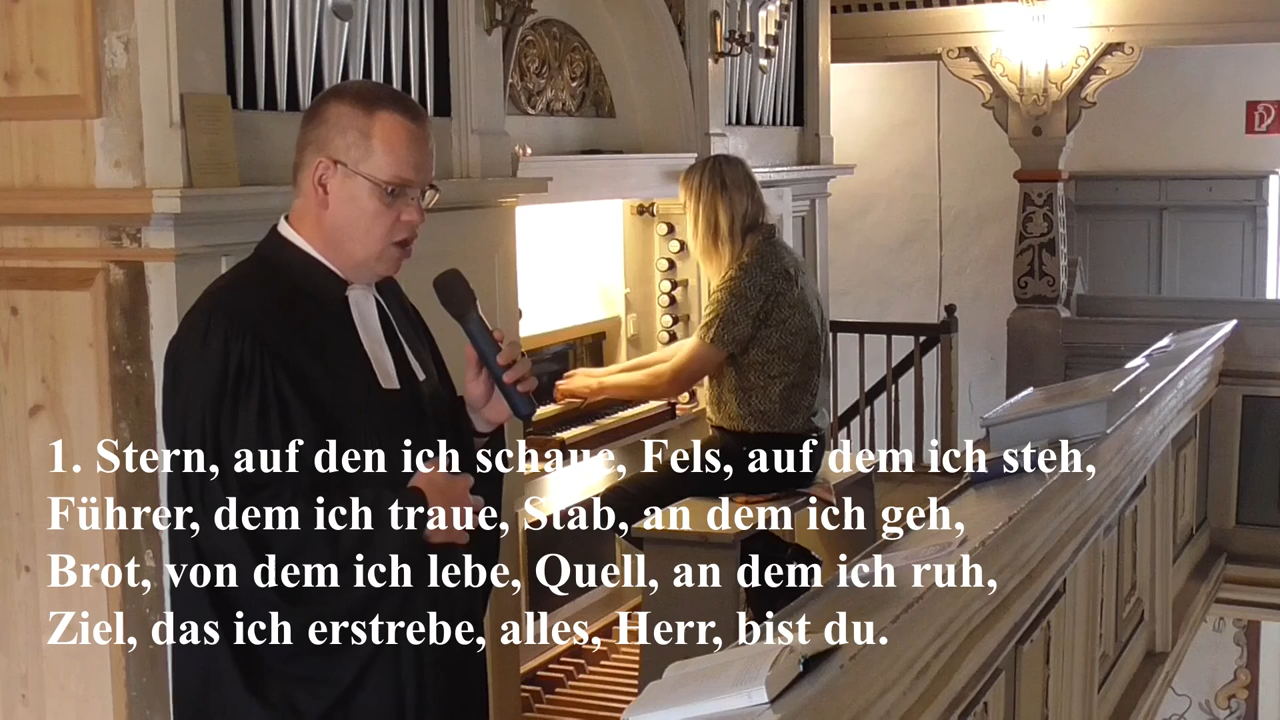 1. Stern, auf den ich schaue, Fels, auf dem ich steh,
Führer, dem ich traue, Stab, an dem ich geh,
Brot, von dem ich lebe, Quell, an dem ich ruh,
Ziel, das ich erstrebe, alles, Herr, bist du.